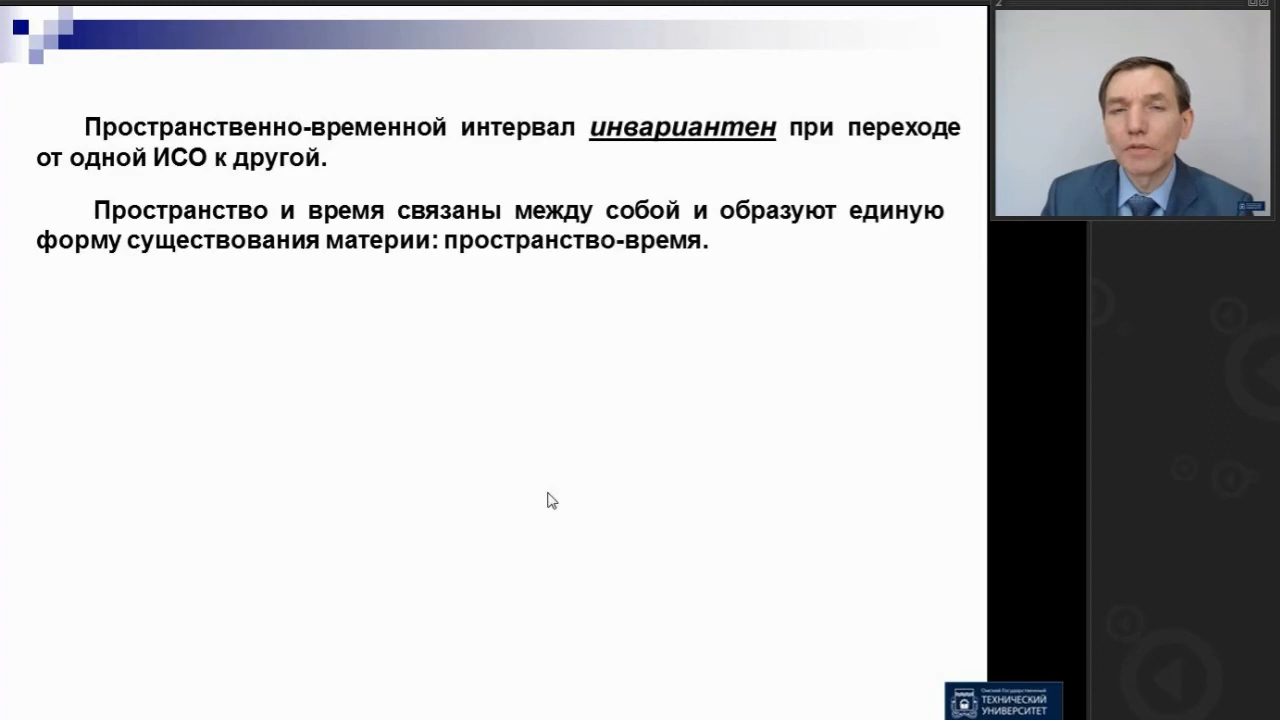 2
Пространственно-временной интервал инвариантен при переходе
от одной ИСО к другой.
Пространство и время связаны между собой и образуют единую
форму существования материи: пространство-время.
Омский Государственный
ТЕХНИЧЕСКИЙ
УНИВЕРСИТЕТ